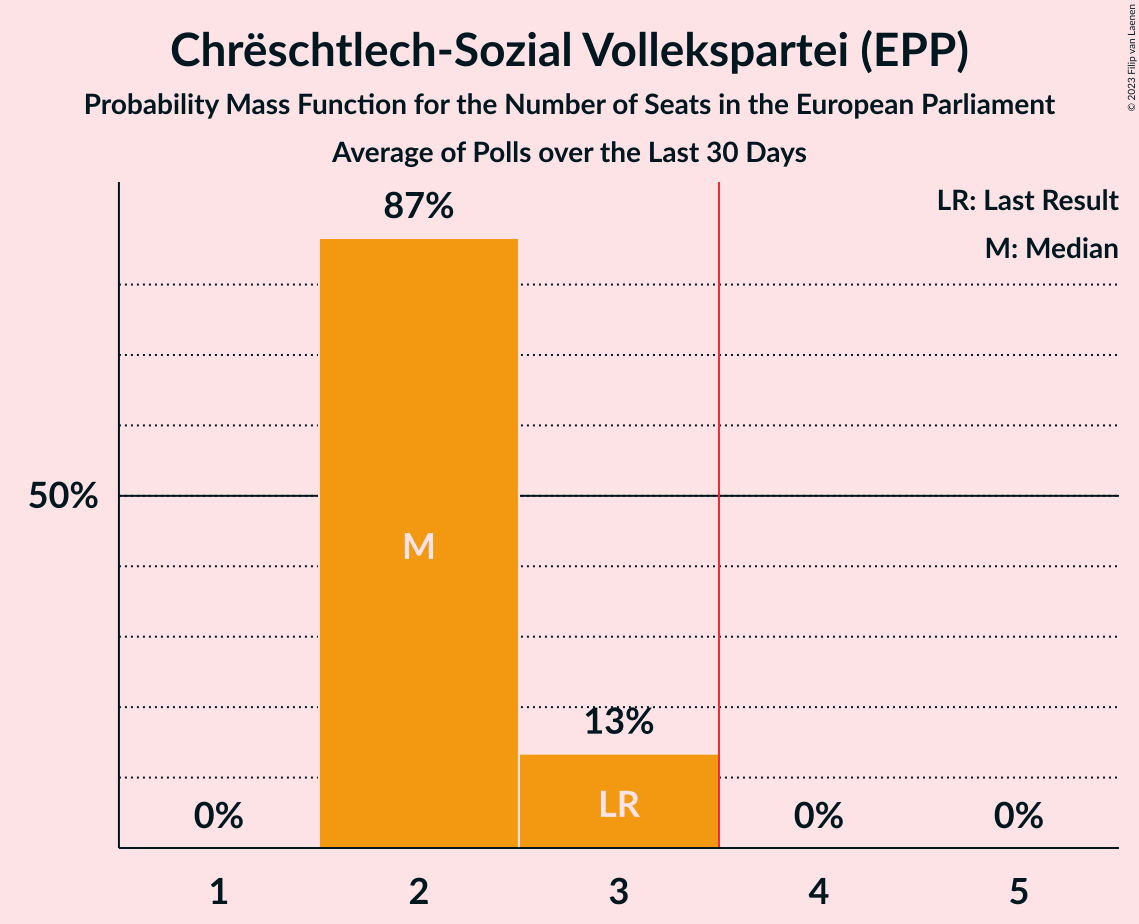 Chrëschtlech-Sozial Vollekspartei (EPP)
Probability Mass Function for the Number of Seats in the European Parliament
Average of Polls over the Last 30 Days
© 2023 Filip van Laenen
LR: Last Result
M: Median
87%
50%
M
13%
LR
0%
0%
0%
1
2
3
4
5